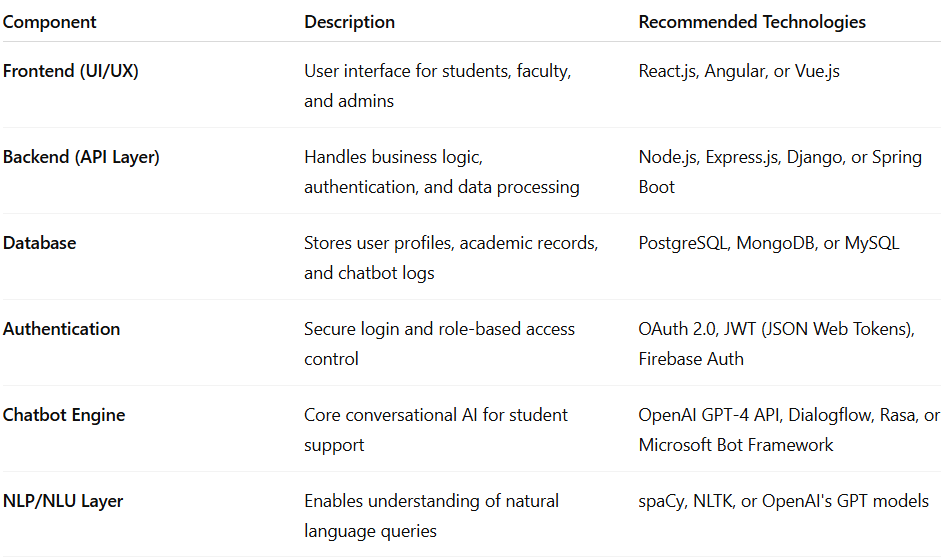 Component Description Recommended Technologies
Frontend (UI/UX) User interface for students, faculty, React.js, Angular, or Vue.js
and admins
Backend (API Layer) Handles business logic, Node.js, Express.js, Django, or Spring
authentication, and data processing Boot
Database Stores user profiles, academic records, PostgreSQL, MongoDB, or MySQL
and chatbot logs
Authentication Secure login and role-based access OAuth 2.0, JWT (JSON Web Tokens),
control Firebase Auth
Chatbot Engine Core conversational AI for student OpenAI GPT-4 API, Dialogflow, Rasa, or
support Microsoft Bot Framework
NLP/NLU Layer Enables understanding of natural spaCy, NLTK, or OpenAI's GPT models
language queries